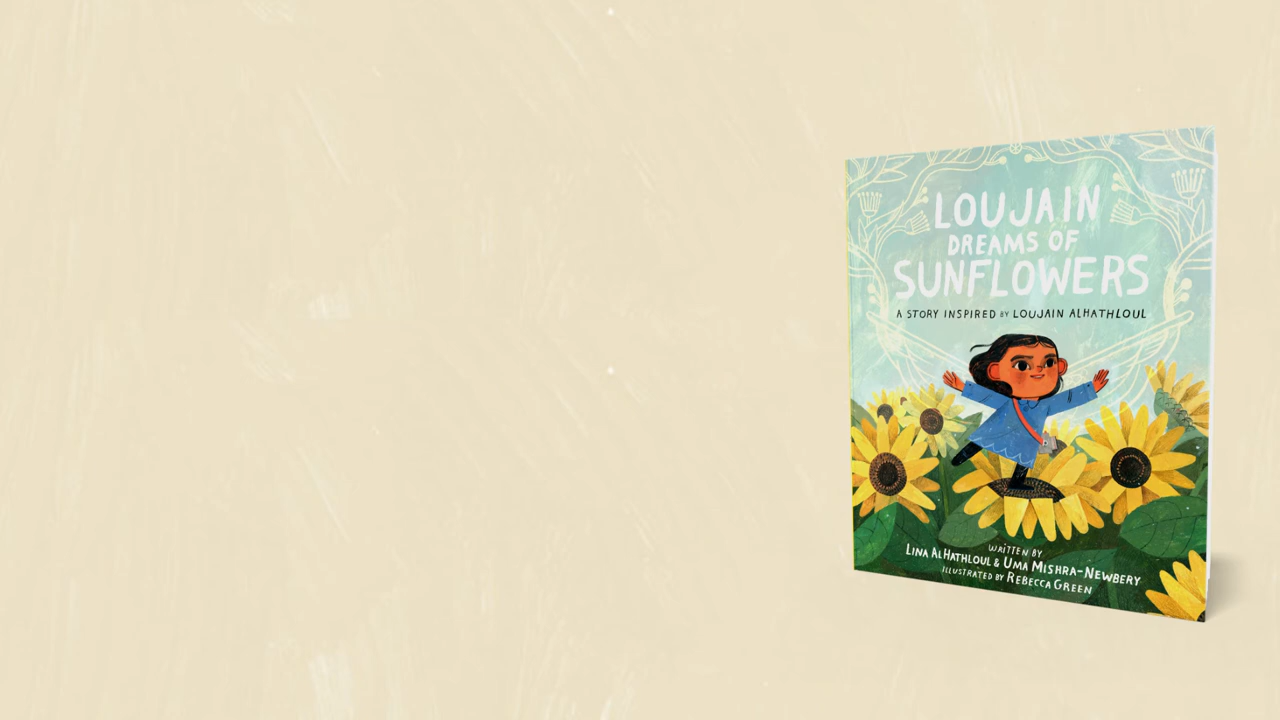 LOUJAIN
DREAMS OF
SUNFLOWERS
A STORY INSPIRED BY LOUJAIN ALHATHLOUL
WRITTEN BY
LINA ALHATHLOUL & UMA MISHRA-NEWBERY
ILLUSTRATED BY REBECCA GREEN